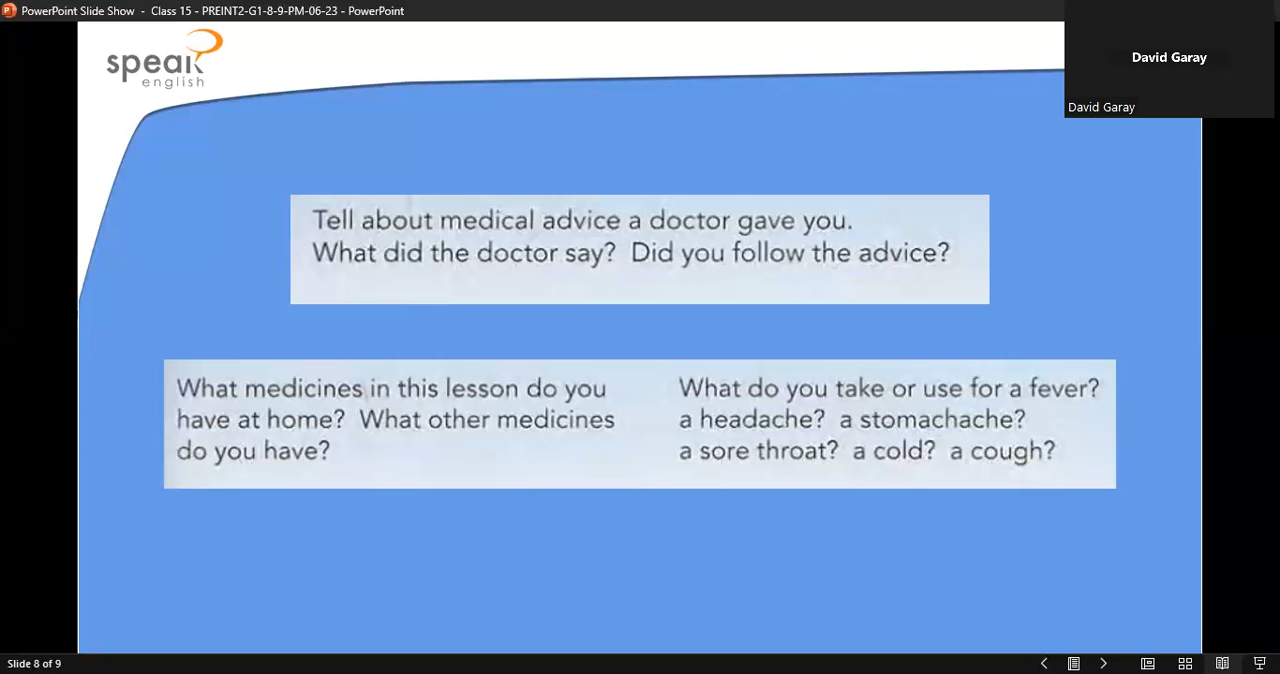 PowerPoint Slide Show - Class 15 - PREINT2-G1-8-9-PM-06-23 - PowerPoint
speak
english
David Garay
David Garay
Tell about medical advice a doctor gave you.
What did the doctor say? Did you follow the advice?
What medicines in this lesson do you
have at home? What other medicines
do you have?
What do you take or use for a fever?
a headache? a stomachache?
a sore throat? a cold? a cough?
Slide 8 of 9